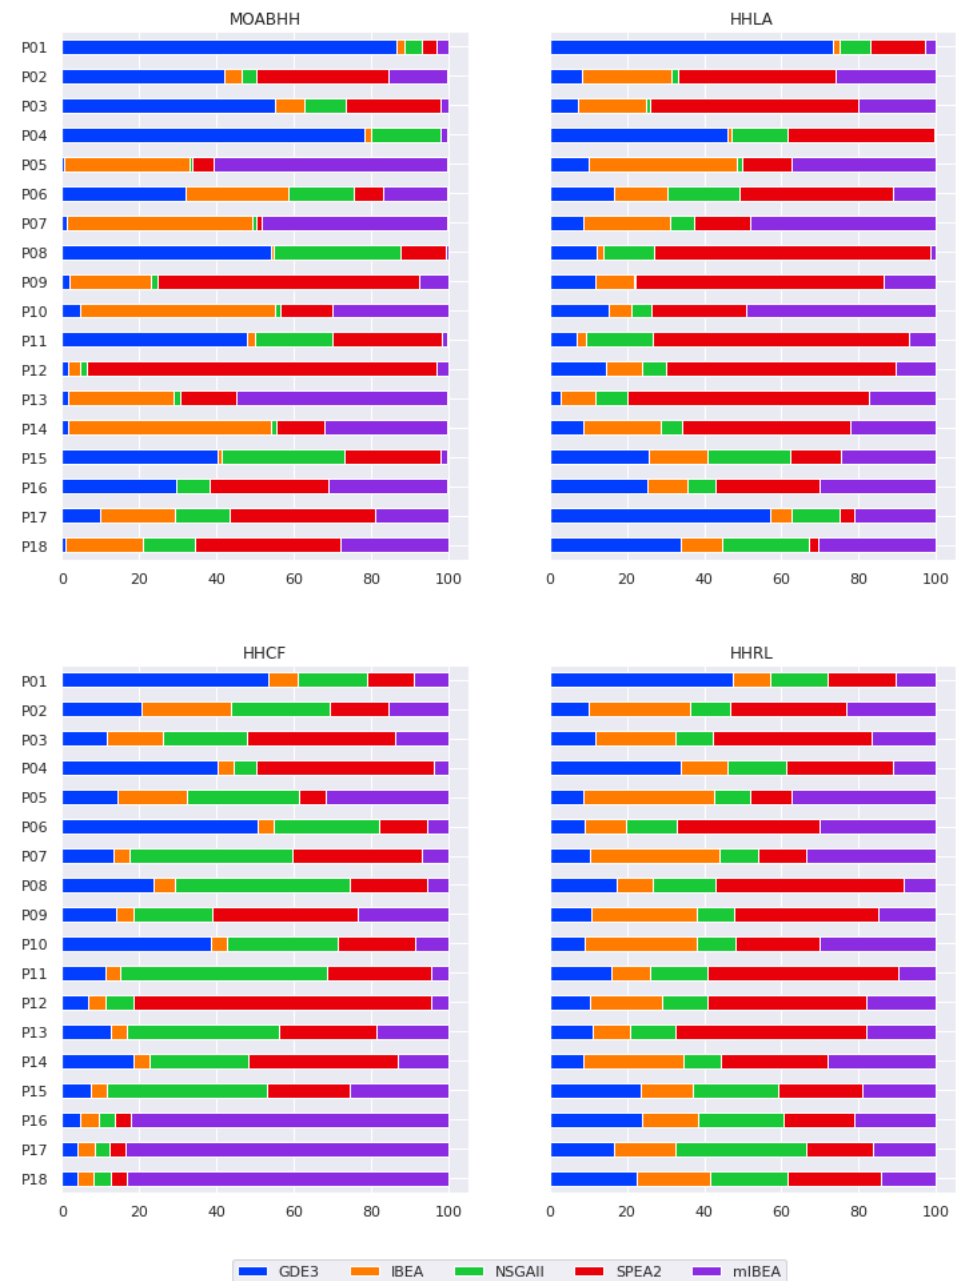 MOABHH HHLA
P01
P02
P03
P04
P05
P06
P07
P08
P09
P10
P11
P12
P13
P14
P15
P16
P17
P18
0 20 40 60 80 100 0 20 40 60 80 100
HHCF HHRL
P01
P02
P03
P04
P05
P06
P07
P08
P09
P10
P11
P12
P13
P14
P15
P16
P17
P18
0 20 40 60 80 100 0 20 40 60 80 100
GDE3 IBEA NSGAII SPEA2 mIBEA